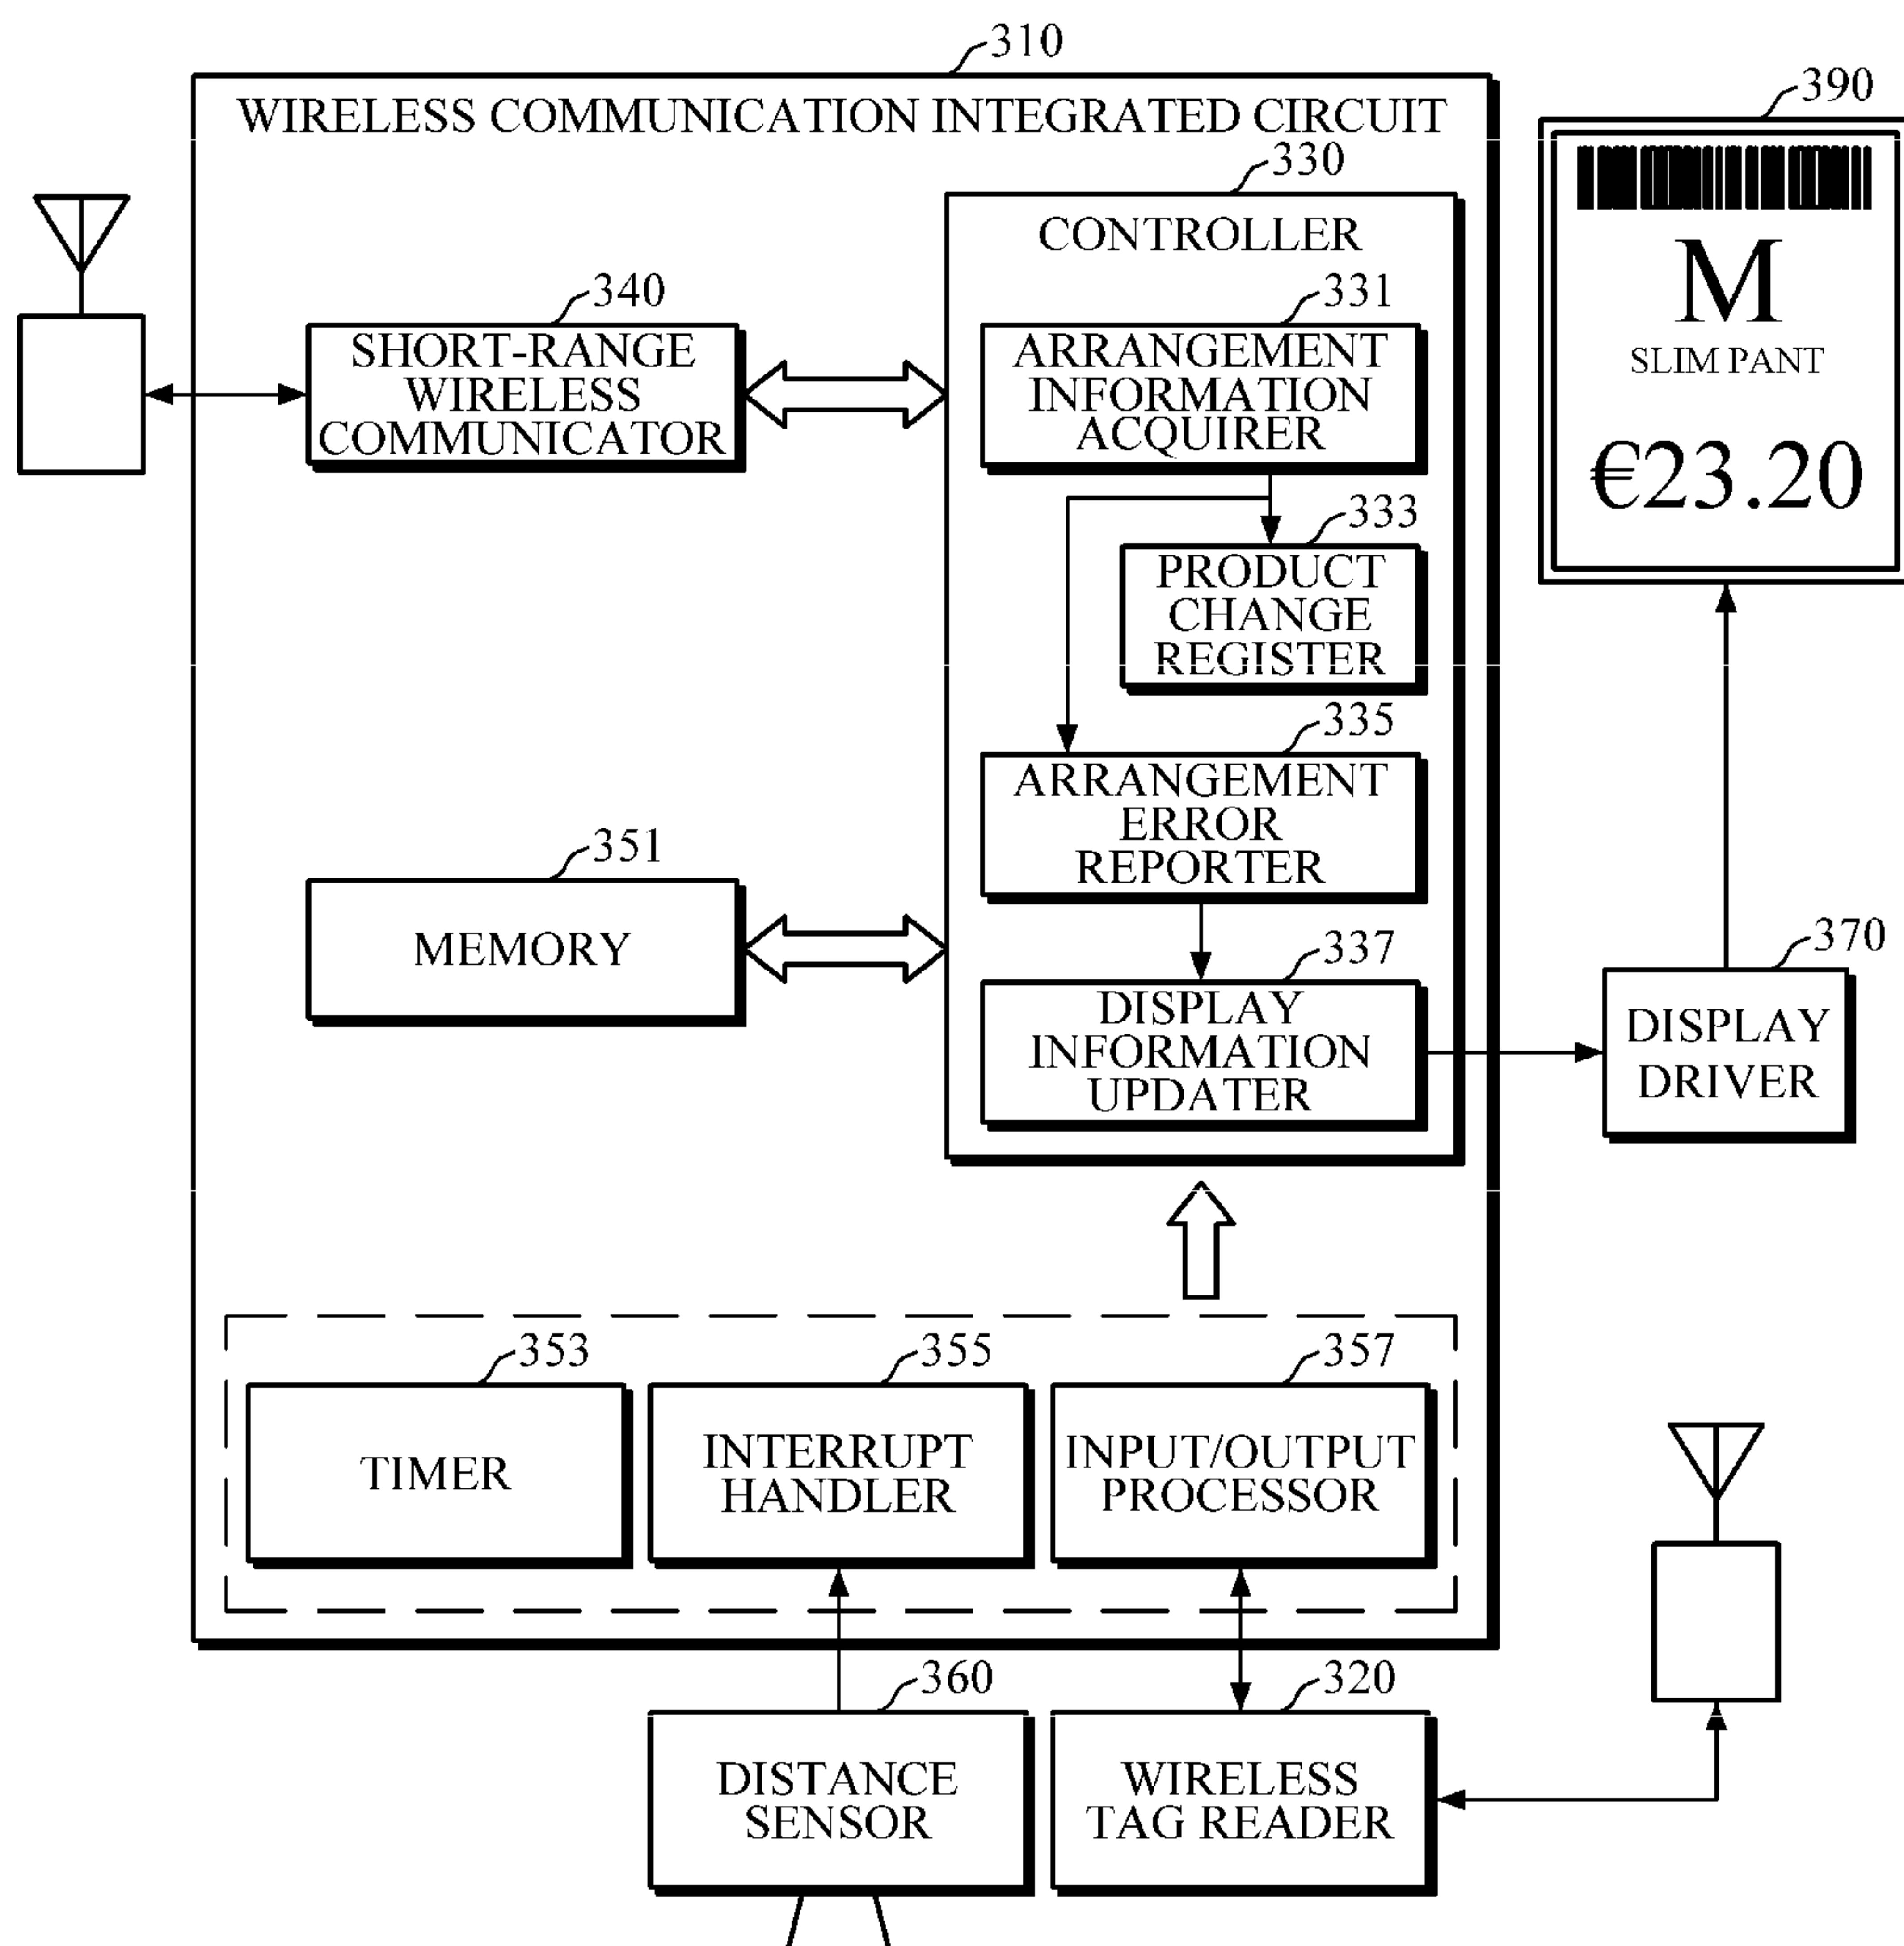 310
WIRELESS COMMUNICATION INTEGRATED CIRCUIT
390
M
SLIM PANT
€23.20
330
CONTROLLER
340
SHORT-RANGE
WIRELESS
COMMUNICATOR
331
ARRANGEMENT
INFORMATION
ACQUIRER
333
PRODUCT
CHANGE
REGISTER
335
ARRANGEMENT
ERROR
REPORTER
351
MEMORY
337
DISPLAY
INFORMATION
UPDATER
370
DISPLAY
DRIVER
353
TIMER
355
INTERRUPT
HANDLER
357
INPUT/OUTPUT
PROCESSOR
360
DISTANCE
SENSOR
320
WIRELESS
TAG READER